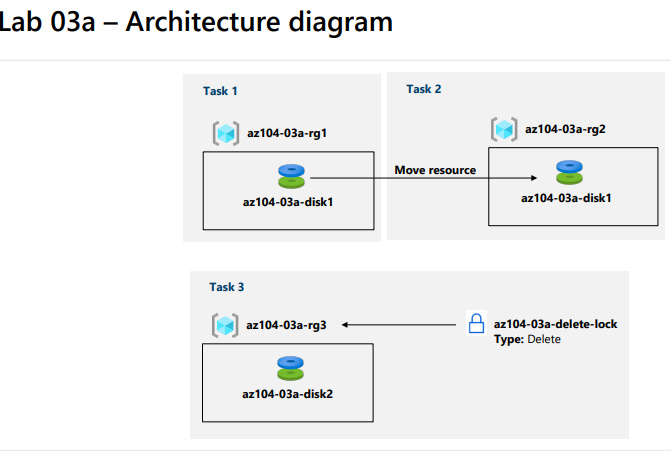 Lab 03a – Architecture diagram
Task 1
Task 2
az104-03a-rg1
az104-03a-rg2
Move resource
az104-03a-disk1
az104-03a-disk1
Task 3
az104-03a-rg3
az104-03a-delete-lock
Type: Delete
az104-03a-disk2